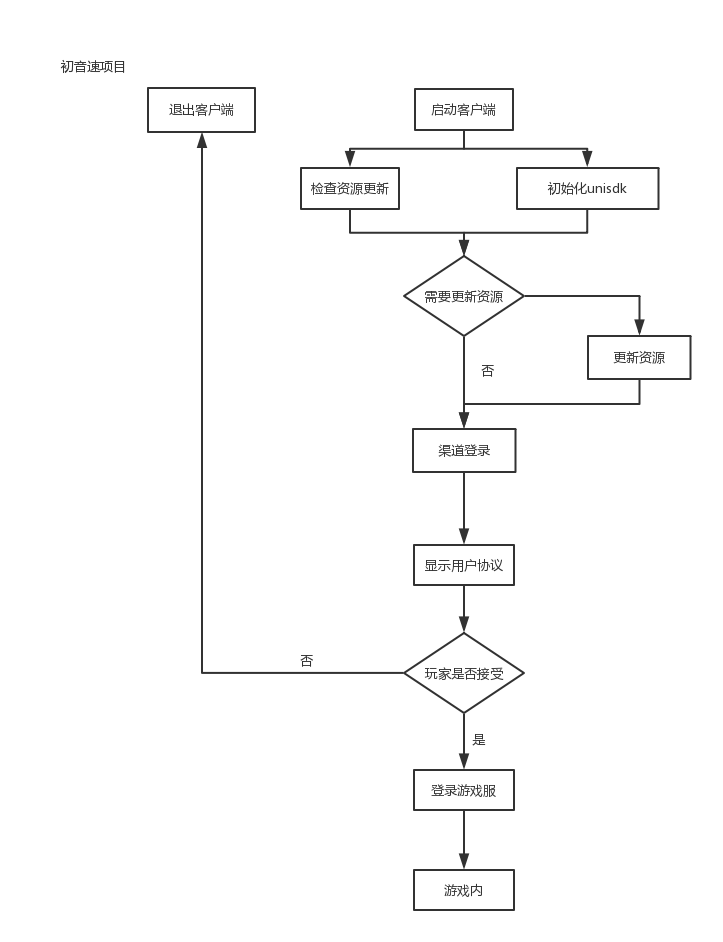 初音速项目
退出客户端
启动客户端
检查资源更新
初始化unisdk
需要更新资源
否
更新资源
渠道登录
显示用户协议
否
玩家是否接受
是
登录游戏服
游戏内